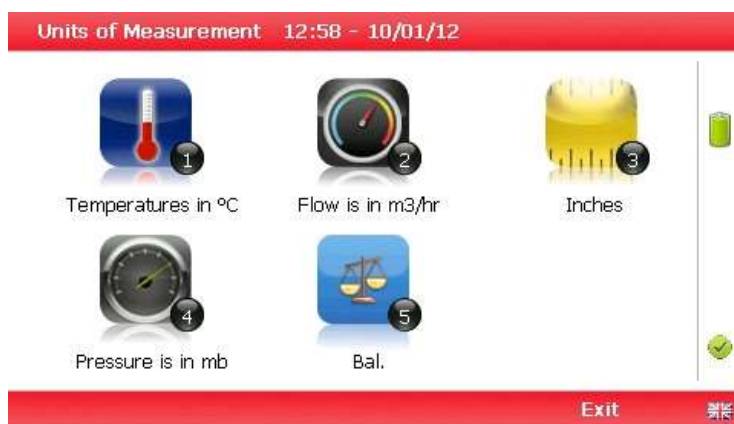 Units of Measurement 12:58 - 10/01/12
1
2
3
Temperatures in ºC
Flow is in m3/hr
Inches
4
5
Pressure is in mb
Bal.
Exit